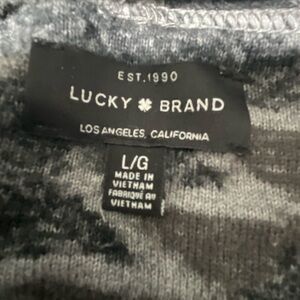 EST.1990
LUCKY BRAND
LOS ANGELES, CALIFORNIA
L/G
MADE IN
VIETNAM
FABRIQUÉ AU
VIETNAM